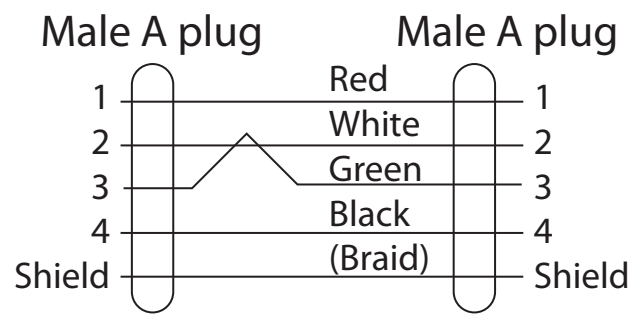 Male A plug Male A plug
1 Red 1
2 White 2
3 Green 3
4 Black 4
Shield (Braid) Shield